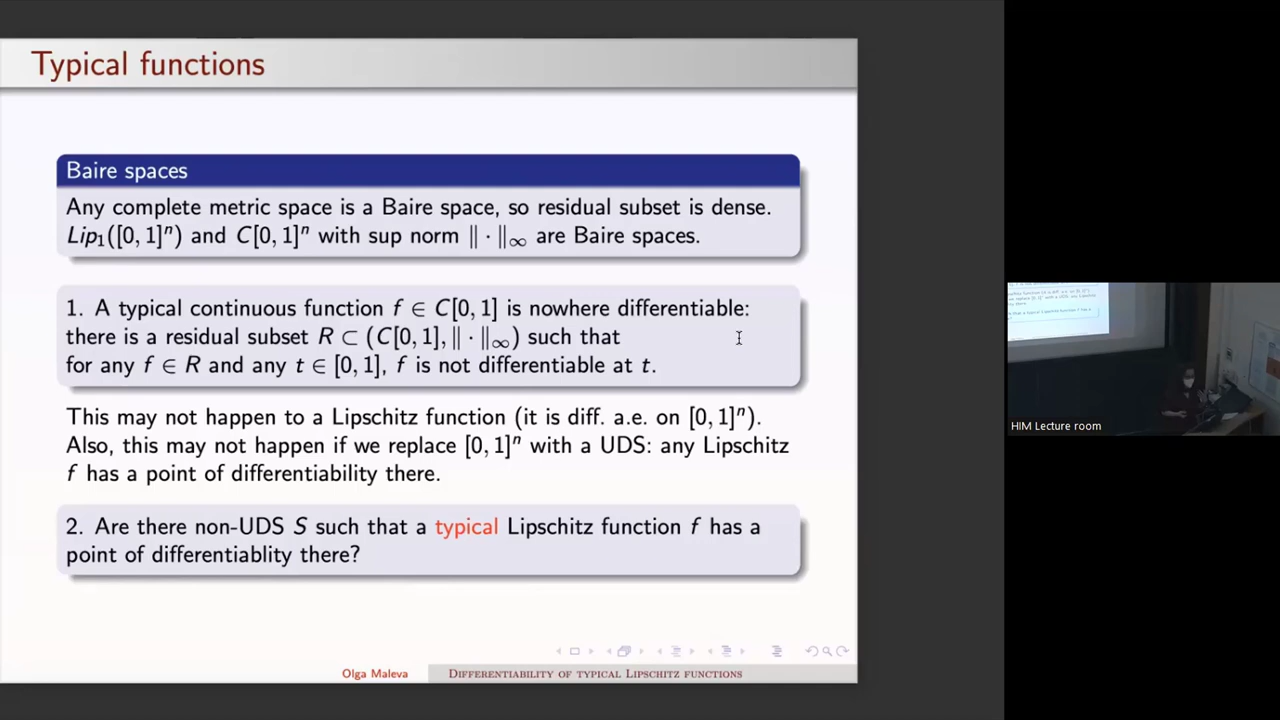 Typical functions
Baire spaces
Any complete metric space is a Baire space, so residual subset is dense.
Lip₁([0, 1]ⁿ) and C[0, 1]ⁿ with sup norm ‖ · ‖∞ are Baire spaces.
1. A typical continuous function f ∈ C[0, 1] is nowhere differentiable:
there is a residual subset R ⊂ (C[0, 1], ‖ · ‖∞) such that
for any f ∈ R and any t ∈ [0, 1], f is not differentiable at t.
This may not happen to a Lipschitz function (it is diff. a.e. on [0, 1]ⁿ).
Also, this may not happen if we replace [0, 1]ⁿ with a UDS: any Lipschitz
f has a point of differentiability there.
2. Are there non-UDS S such that a typical Lipschitz function f has a
point of differentiablity there?
Olga Maleva
Differentiability of typical Lipschitz functions
HIM Lecture room